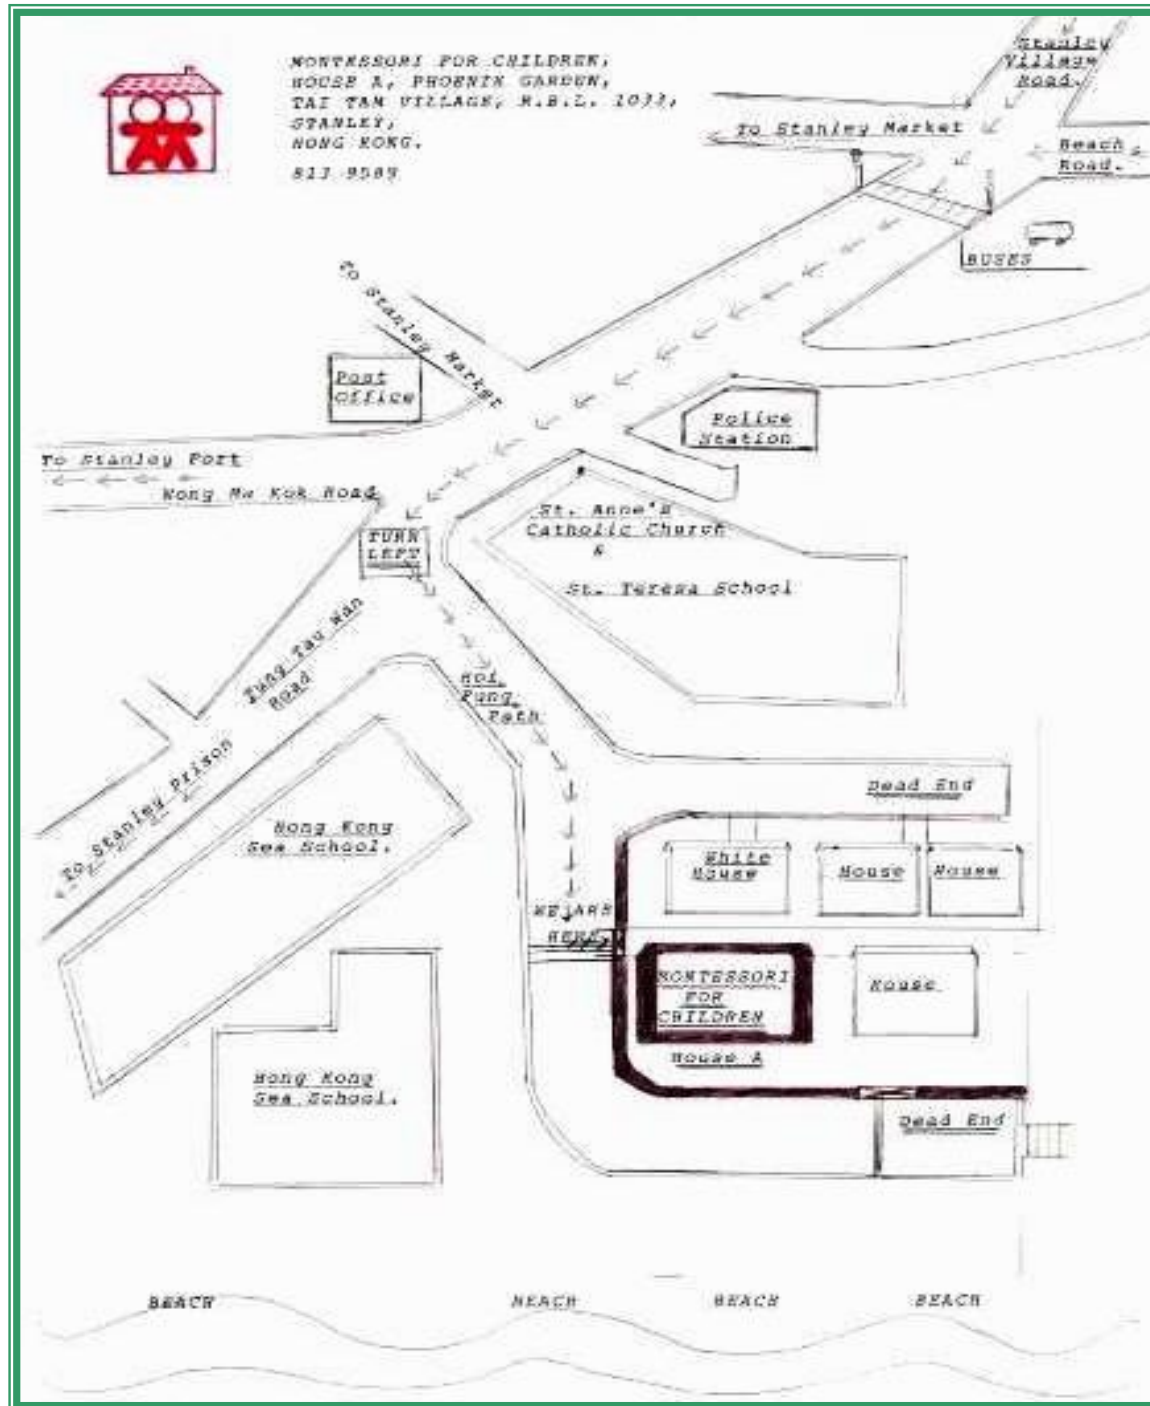 MONTESSORI FOR CHILDREN,
HOUSE A, PHOENIX GARDEN,
TAI TAM VILLAGE, R.B.L. 1033,
STANLEY,
HONG KONG.
813 9589
Stanley
Village
Road.
To Stanley Market
Beach
Road.
BUSES
To Stanley Market
Post
Office
Police
Station
To Stanley Fort
Wong Ma Kok Road
TURN
LEFT
St. Anne's
Catholic Church
&
St. Teresa School
Tung Tau Wan
Road
Hoi
Fung
Path
To Stanley Prison
Dead End
Hong Kong
Sea School.
White
House
House
House
WE ARE
HERE
MONTESSORI
FOR
CHILDREN
House
House A
Hong Kong
Sea School.
Dead End
BEACH
BEACH
BEACH
BEACH